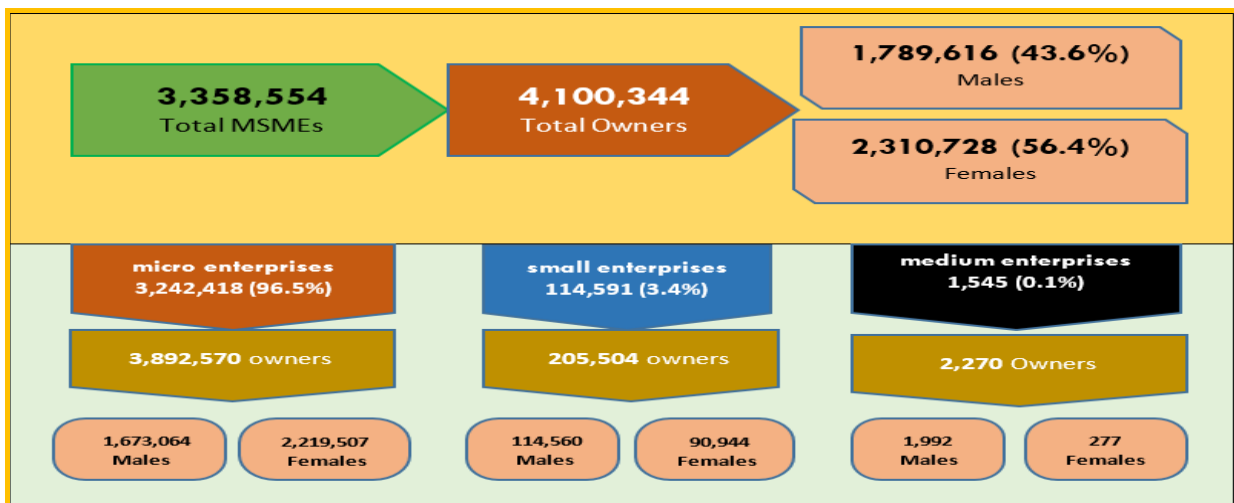 3,358,554
Total MSMEs
4,100,344
Total Owners
1,789,616 (43.6%)
Males
2,310,728 (56.4%)
Females
micro enterprises
3,242,418 (96.5%)
small enterprises
114,591 (3.4%)
medium enterprises
1,545 (0.1%)
3,892,570 owners
205,504 owners
2,270 Owners
1,673,064
Males
2,219,507
Females
114,560
Males
90,944
Females
1,992
Males
277
Females